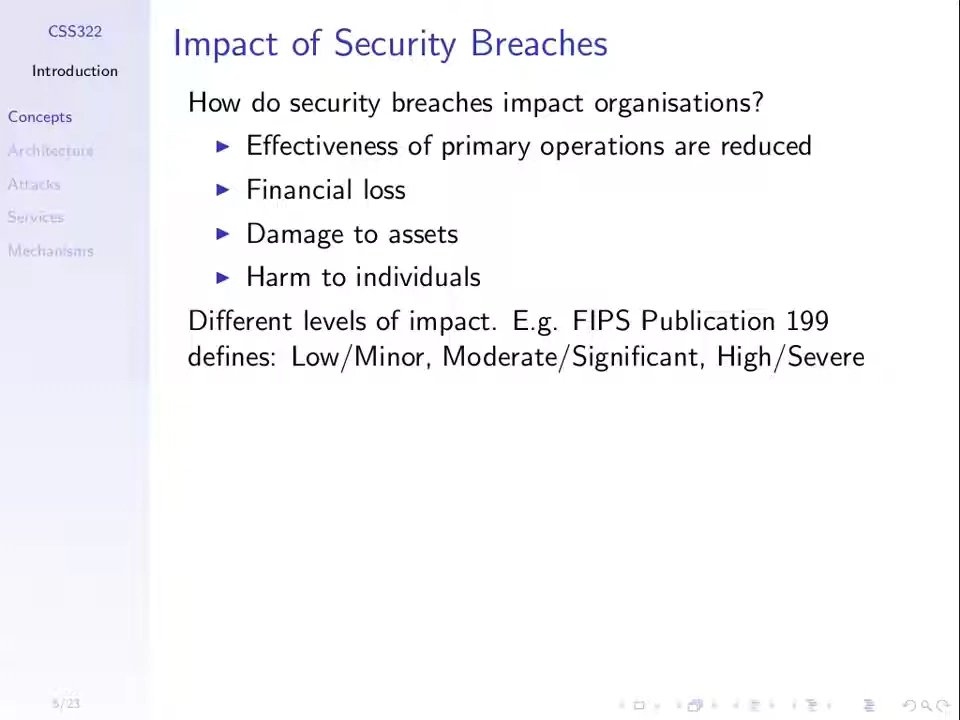 CSS322
Introduction
Concepts
Architecture
Attacks
Services
Mechanisms
Impact of Security Breaches
How do security breaches impact organisations?
Effectiveness of primary operations are reduced
Financial loss
Damage to assets
Harm to individuals
Different levels of impact. E.g. FIPS Publication 199
defines: Low/Minor, Moderate/Significant, High/Severe
5/23